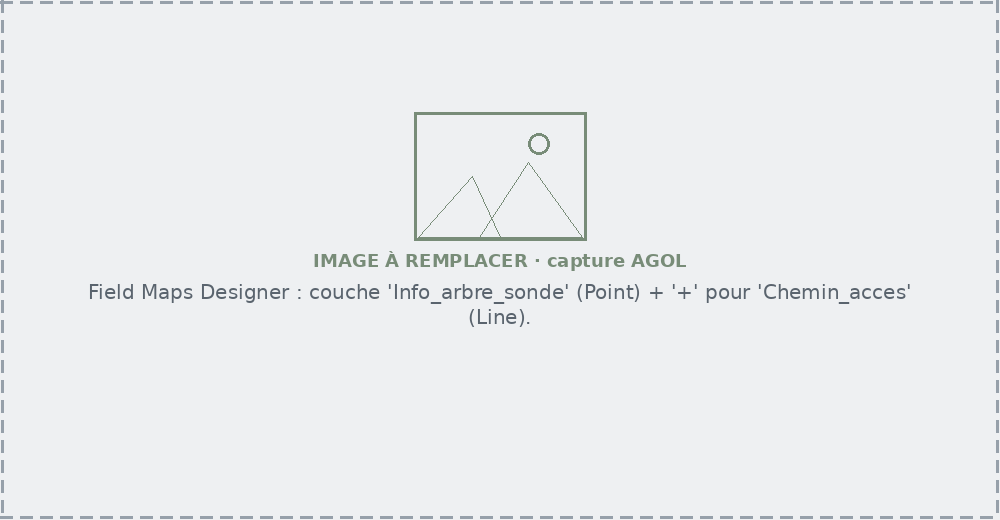 IMAGE À REMPLACER · capture AGOL
Field Maps Designer : couche 'Info_arbre_sonde' (Point) + '+' pour 'Chemin_acces'
(Line).